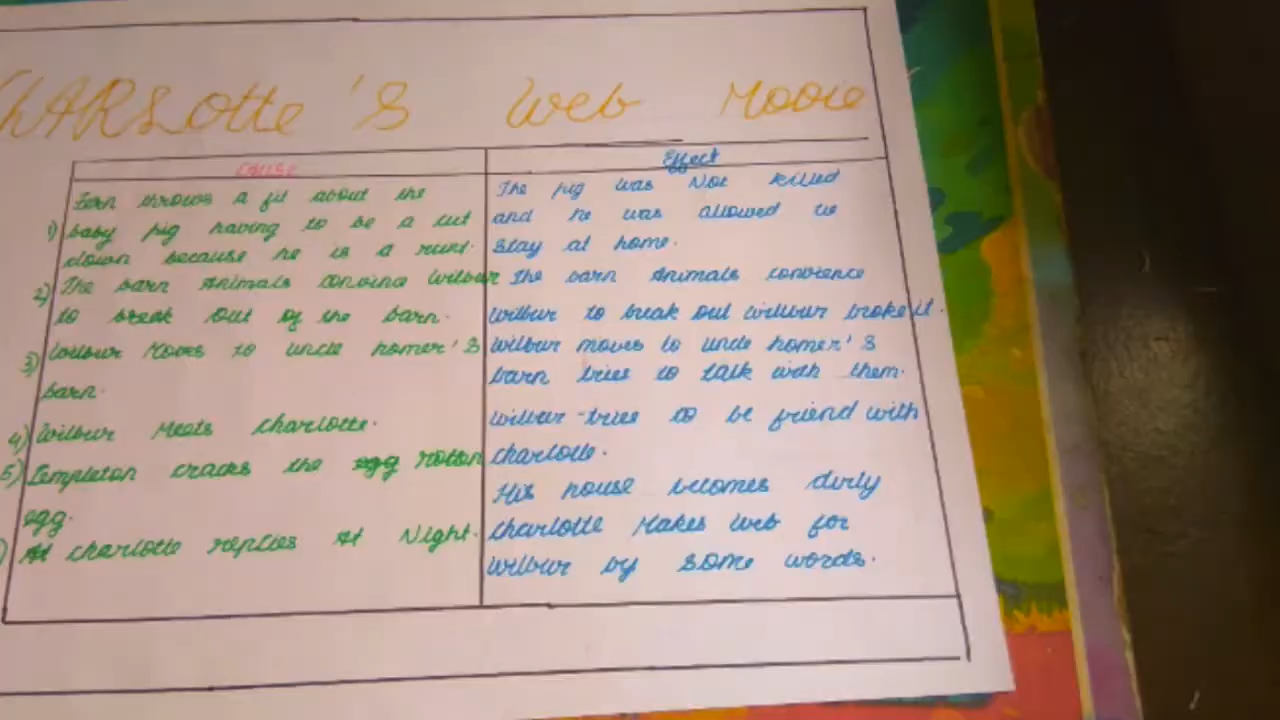 ChARLotte 'S Web Movie
Cause
Effect
Fern throws a fit about the
1) baby pig having to be a cut
down because he is a runt.
2) The barn Animals convince Wilbur
to break out of the barn.
3) Wilbur Moves to uncle homer's
barn.
4) Wilbur Meets charlotte.
5) Templeton cracks the egg rotton
egg.
) At charlotte replies At Night.
The pig was Not killed
and he was allowed to
stay at home.
The barn Animals convience
wilbur to break out wilbur broke it.
wilbur moves to uncle homer's
barn tries to talk with them.
wilbur tries to be friend with
charlotte.
His house becomes dirty
charlotte Makes web for
wilbur by some words.